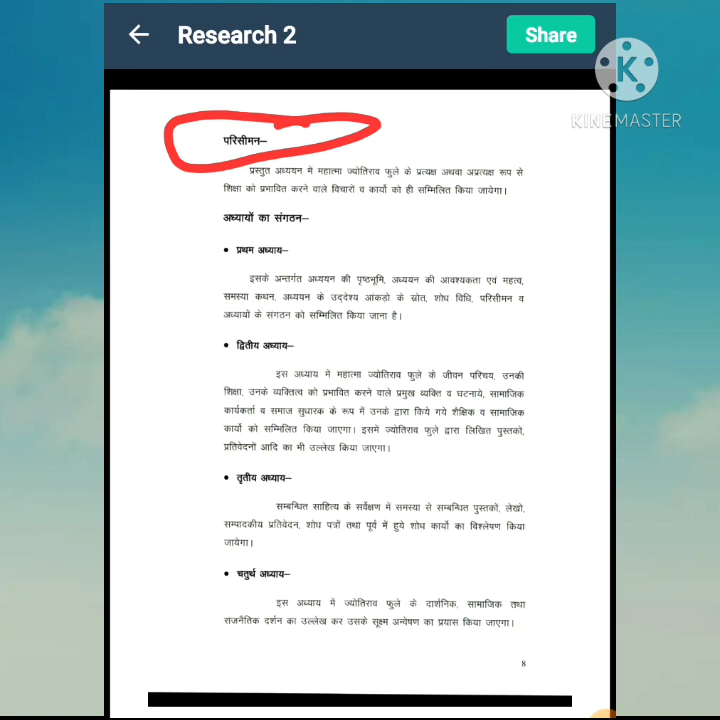 Research 2
Share
KINEMASTER
परिसीमन–
प्रस्तुत अध्ययन में महात्मा ज्योतिराव फुले के प्रत्यक्ष अथवा अप्रत्यक्ष रूप से
शिक्षा को प्रभावित करने वाले विचारों व कार्यों को ही सम्मिलित किया जायेगा।
अध्यायों का संगठन–
• प्रथम अध्याय–
इसके अन्तर्गत अध्ययन की पृष्ठभूमि, अध्ययन की आवश्यकता एवं महत्व,
समस्या कथन, अध्ययन के उद्देश्य आंकड़ो के स्रोत, शोध विधि, परिसीमन व
अध्यायों के संगठन को सम्मिलित किया जाना है।
• द्वितीय अध्याय–
इस अध्याय में महात्मा ज्योतिराव फुले के जीवन परिचय, उनकी
शिक्षा, उनके व्यक्तित्व को प्रभावित करने वाले प्रमुख व्यक्ति व घटनाये, सामाजिक
कार्यकर्ता व समाज सुधारक के रूप में उनके द्वारा किये गये शैक्षिक व सामाजिक
कार्यो को सम्मिलित किया जाएगा। इसमें ज्योतिराव फुले द्वारा लिखित पुस्तकों,
प्रतिवेदनों आदि का भी उल्लेख किया जाएगा।
• तृतीय अध्याय–
सम्बन्धित साहित्य के सर्वेक्षण में समस्या से सम्बन्धित पुस्तकों, लेखो,
सम्पादकीय प्रतिवेदन, शोध पत्रों तथा पूर्व में हुये शोध कार्यो का विश्लेषण किया
जायेगा।
• चतुर्थ अध्याय–
इस अध्याय में ज्योतिराव फुले के दार्शनिक, सामाजिक तथा
राजनैतिक दर्शन का उल्लेख कर उसके सूक्ष्म अन्वेषण का प्रयास किया जाएगा।
8